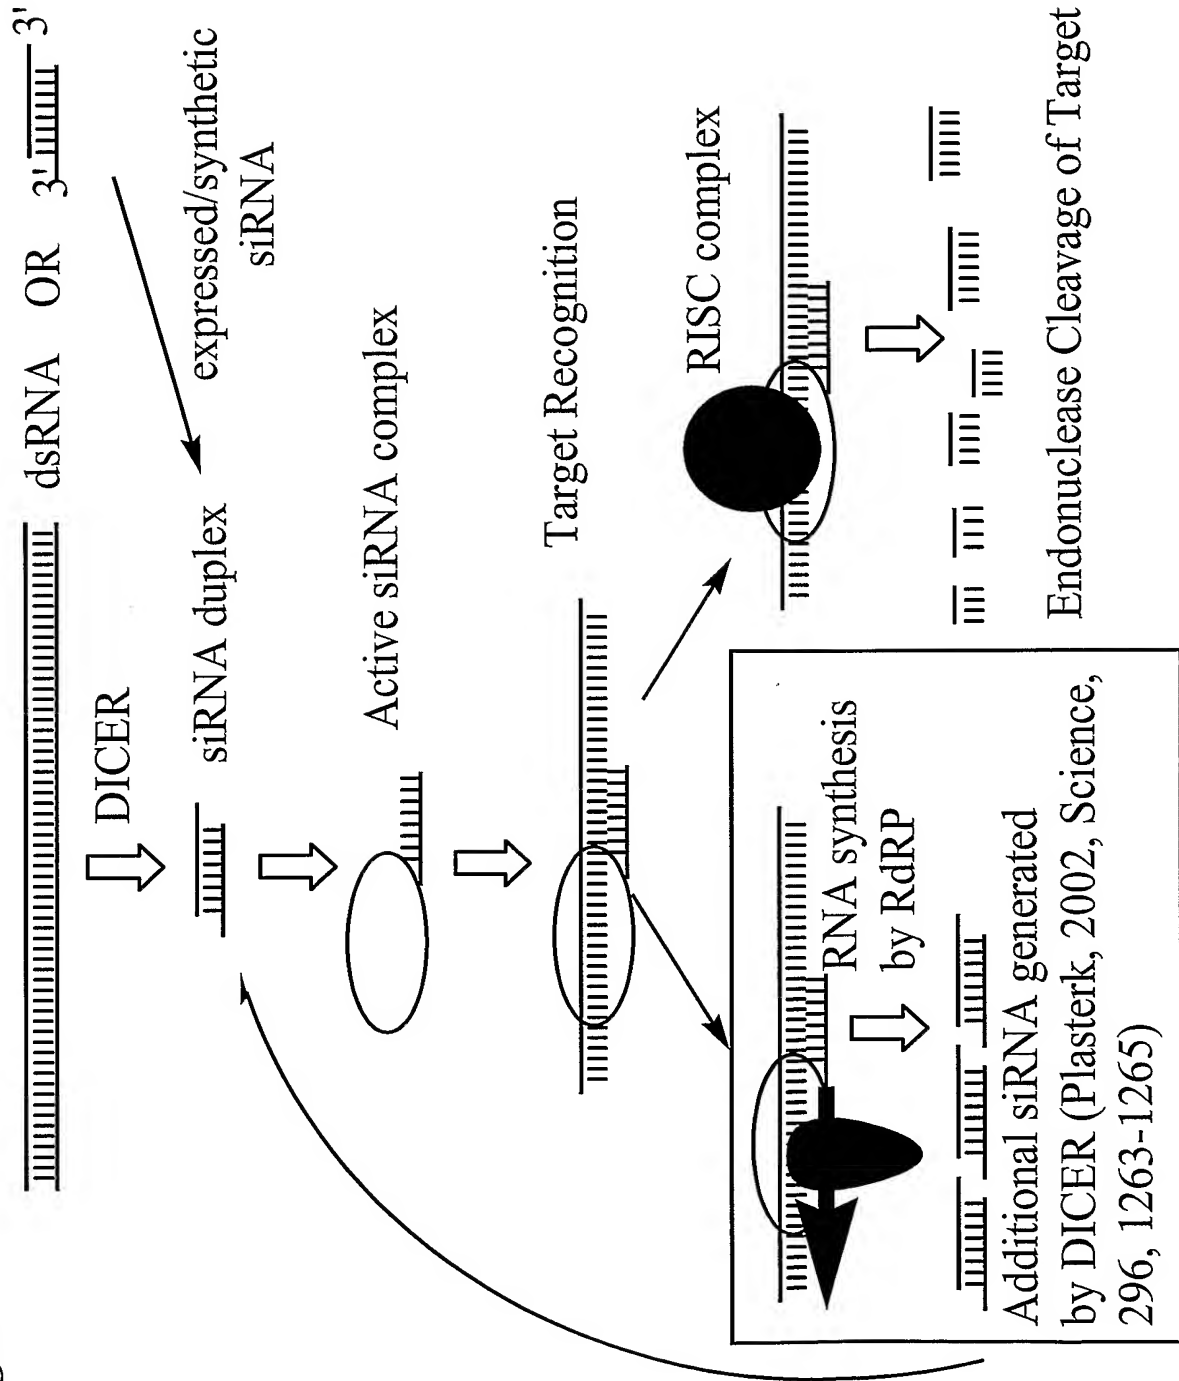 dsRNA OR 3' 3'
DICER
siRNA duplex
expressed/synthetic
siRNA
Active siRNA complex
Target Recognition
RISC complex
RNA synthesis
by RdRP
Additional siRNA generated
by DICER (Plasterk, 2002, Science,
296, 1263-1265)
Endonuclease Cleavage of Target